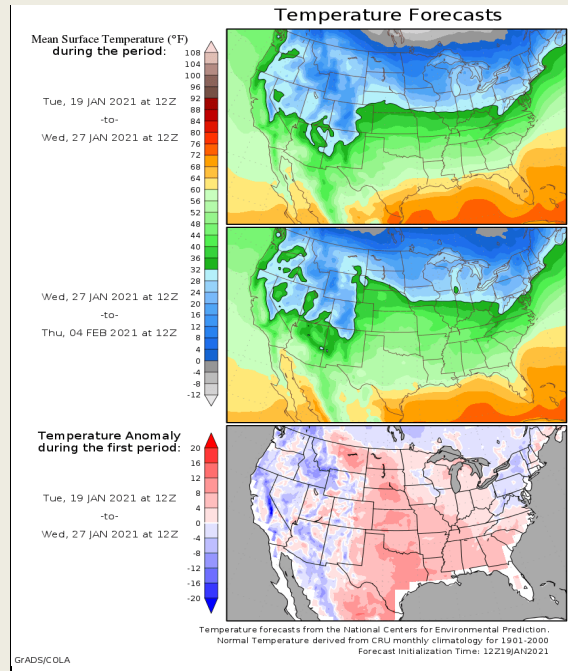 Temperature Forecasts
Mean Surface Temperature (°F)
during the period:
108
104
100
96
92
88
84
80
76
72
68
64
60
56
52
48
44
40
36
32
28
24
20
16
12
8
4
0
-4
-8
-12
Tue, 19 JAN 2021 at 12Z
-to-
Wed, 27 JAN 2021 at 12Z
Wed, 27 JAN 2021 at 12Z
-to-
Thu, 04 FEB 2021 at 12Z
Temperature Anomaly
during the first period:
20
16
12
8
4
0
-4
-8
-12
-16
-20
Tue, 19 JAN 2021 at 12Z
-to-
Wed, 27 JAN 2021 at 12Z
Temperature forecasts from the National Centers for Environmental Prediction.
Normal Temperature derived from CRU monthly climatology for 1901-2000
Forecast Initialization Time: 12Z19JAN2021
GrADS/COLA